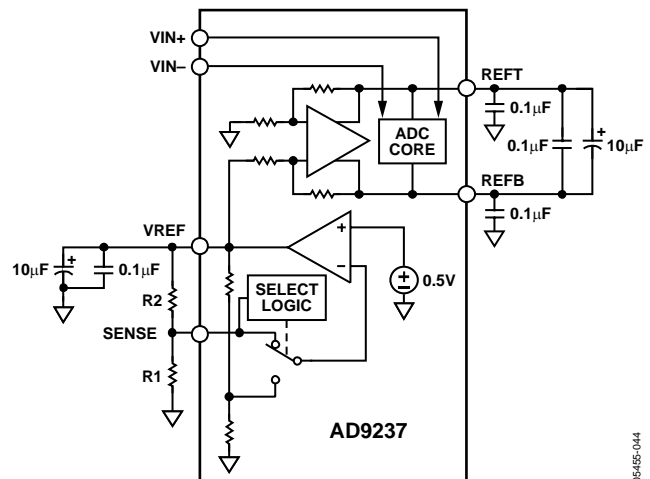 VIN+
VIN–
REFT
0.1µF
ADC
CORE
0.1µF
10µF
+
REFB
0.1µF
VREF
10µF
+
0.1µF
R2
+
–
0.5V
+
–
SELECT
LOGIC
SENSE
R1
AD9237
05455-044